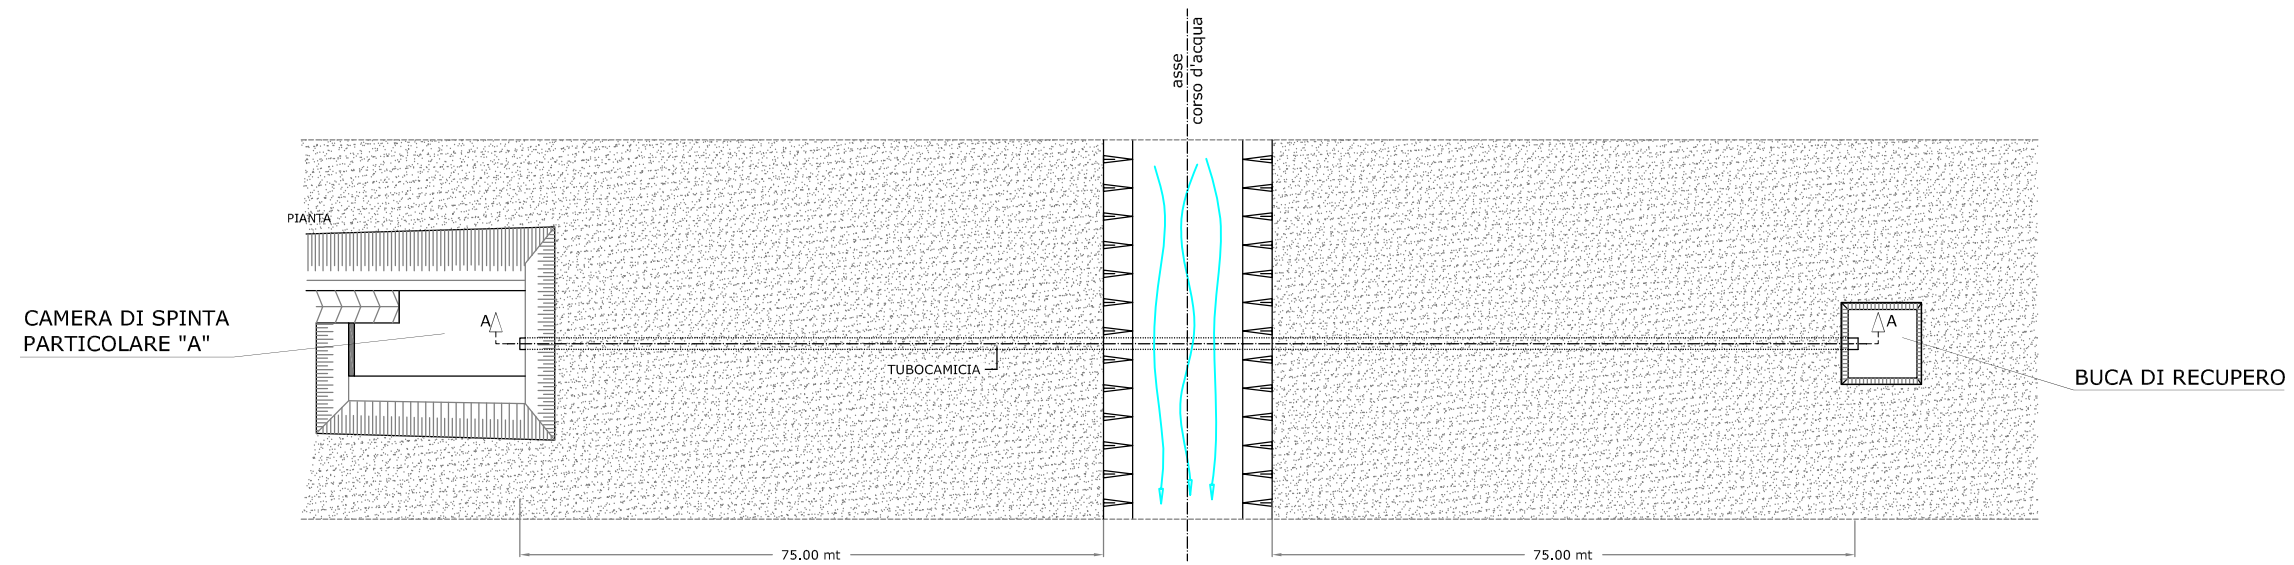 asse
corso d'acqua
PIANTA
CAMERA DI SPINTA
PARTICOLARE "A"
A
A
TUBOCAMICIA
BUCA DI RECUPERO
75.00 mt
75.00 mt